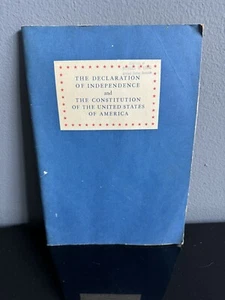 THE DECLARATION
OF INDEPENDENCE
and
THE CONSTITUTION
OF THE UNITED STATES
OF AMERICA